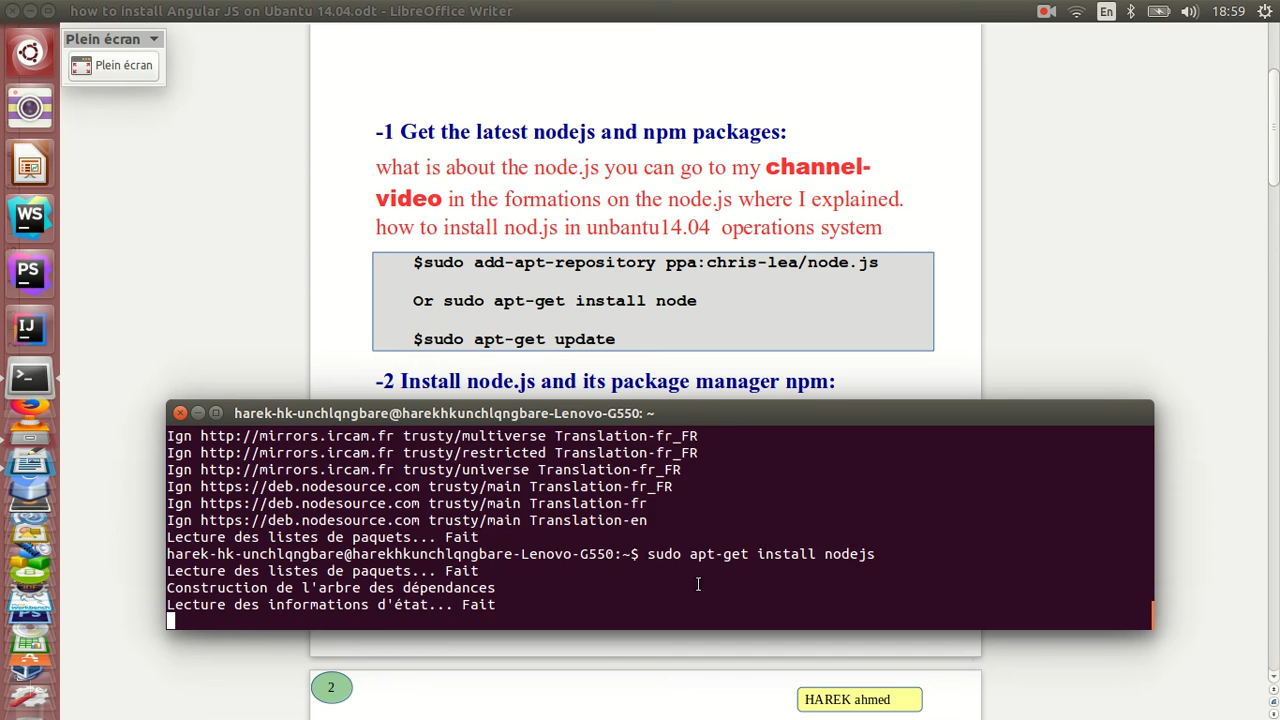 how to install Angular JS on Ubantu 14.04.odt - LibreOffice Writer
En
18:59
Plein écran
Plein écran
-1 Get the latest nodejs and npm packages:
what is about the node.js you can go to my channel-
video in the formations on the node.js where I explained.
how to install nod.js in unbantu14.04 operations system
$sudo add-apt-repository ppa:chris-lea/node.js
Or sudo apt-get install node
$sudo apt-get update
-2 Install node.js and its package manager npm:
WS
PS
IJ
>_
harek-hk-unchlqngbare@harekhkunchlqngbare-Lenovo-G550: ~
Ign http://mirrors.ircam.fr trusty/multiverse Translation-fr_FR
Ign http://mirrors.ircam.fr trusty/restricted Translation-fr_FR
Ign http://mirrors.ircam.fr trusty/universe Translation-fr_FR
Ign https://deb.nodesource.com trusty/main Translation-fr_FR
Ign https://deb.nodesource.com trusty/main Translation-fr
Ign https://deb.nodesource.com trusty/main Translation-en
Lecture des listes de paquets... Fait
harek-hk-unchlqngbare@harekhkunchlqngbare-Lenovo-G550:~$ sudo apt-get install nodejs
Lecture des listes de paquets... Fait
Construction de l'arbre des dépendances
Lecture des informations d'état... Fait
2
HAREK ahmed